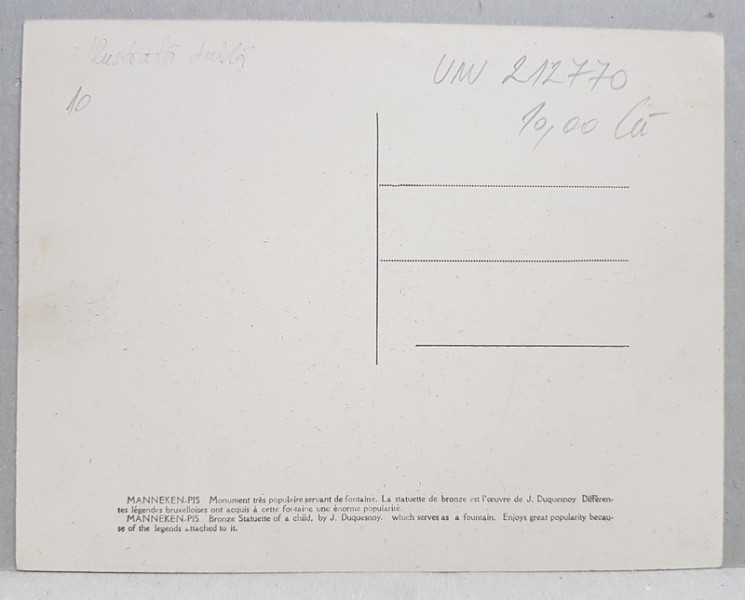 Ilustrată dublă
UW 212770
10
10,00 Că
MANNEKEN-PIS Monument très populaire servant de fontaine. La statuette de bronze est l'œuvre de J. Duquesnoy Différen-
tes légendes bruxelloises ont acquis à cette fontaine une énorme popularité.
MANNEKEN-PIS Bronze Statuette of a child, by J. Duquesnoy. which serves as a fountain. Enjoys great popularity becau-
se of the legends attached to it.